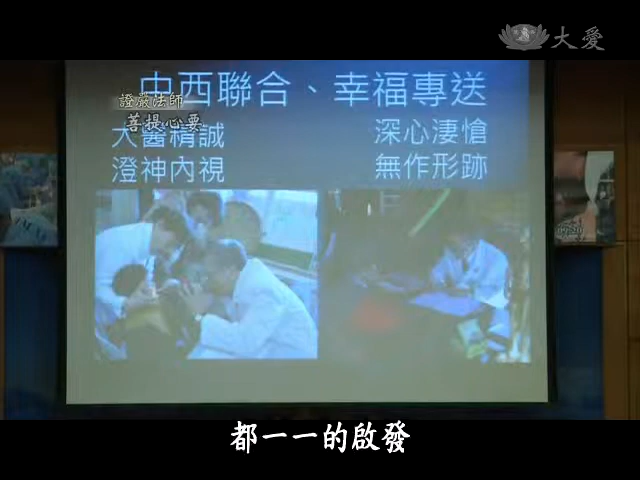 大愛
中西聯合、幸福專送
證嚴法師
菩提心要
大醫精誠
深心淒愴
澄神內視
無作形跡
都一一的啟發